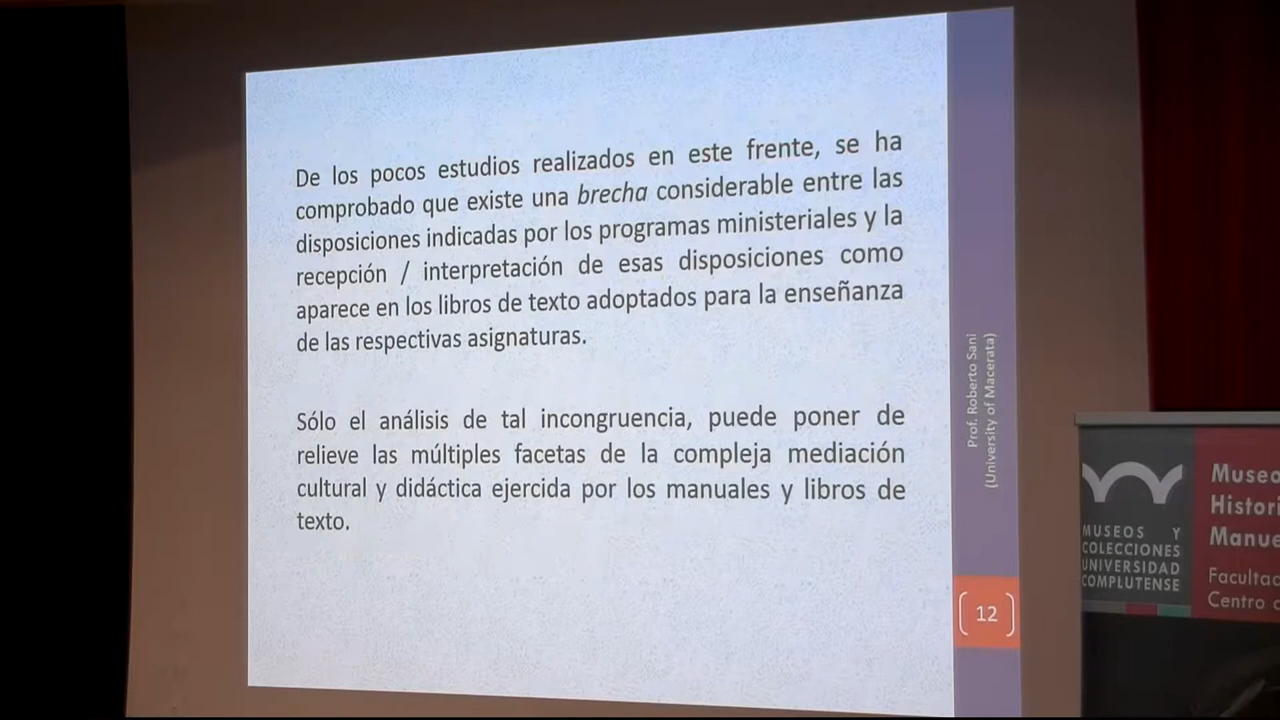 De los pocos estudios realizados en este frente, se ha
comprobado que existe una brecha considerable entre las
disposiciones indicadas por los programas ministeriales y la
recepción / interpretación de esas disposiciones como
aparece en los libros de texto adoptados para la enseñanza
de las respectivas asignaturas.
Sólo el análisis de tal incongruencia, puede poner de
relieve las múltiples facetas de la compleja mediación
cultural y didáctica ejercida por los manuales y libros de
texto.
Prof. Roberto Sani
(University of Macerata)
12
MUSEOS Y
COLECCIONES
UNIVERSIDAD
COMPLUTENSE
Museo
Histori
Manue
Facultad
Centro